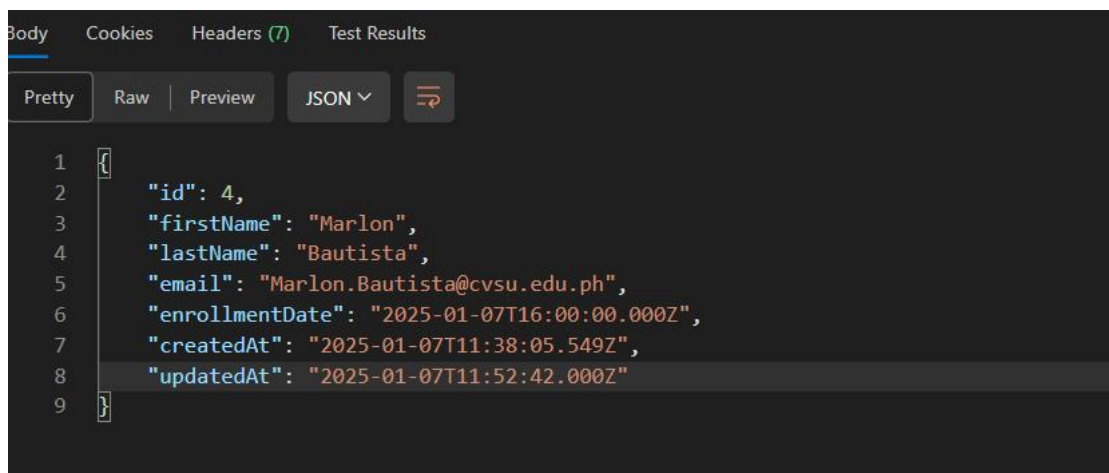 Body Cookies Headers (7) Test Results
Pretty Raw Preview JSON
1 {
2 "id": 4,
3 "firstName": "Marlon",
4 "lastName": "Bautista",
5 "email": "Marlon.Bautista@cvsu.edu.ph",
6 "enrollmentDate": "2025-01-07T16:00:00.000Z",
7 "createdAt": "2025-01-07T11:38:05.549Z",
8 "updatedAt": "2025-01-07T11:52:42.000Z"
9 }